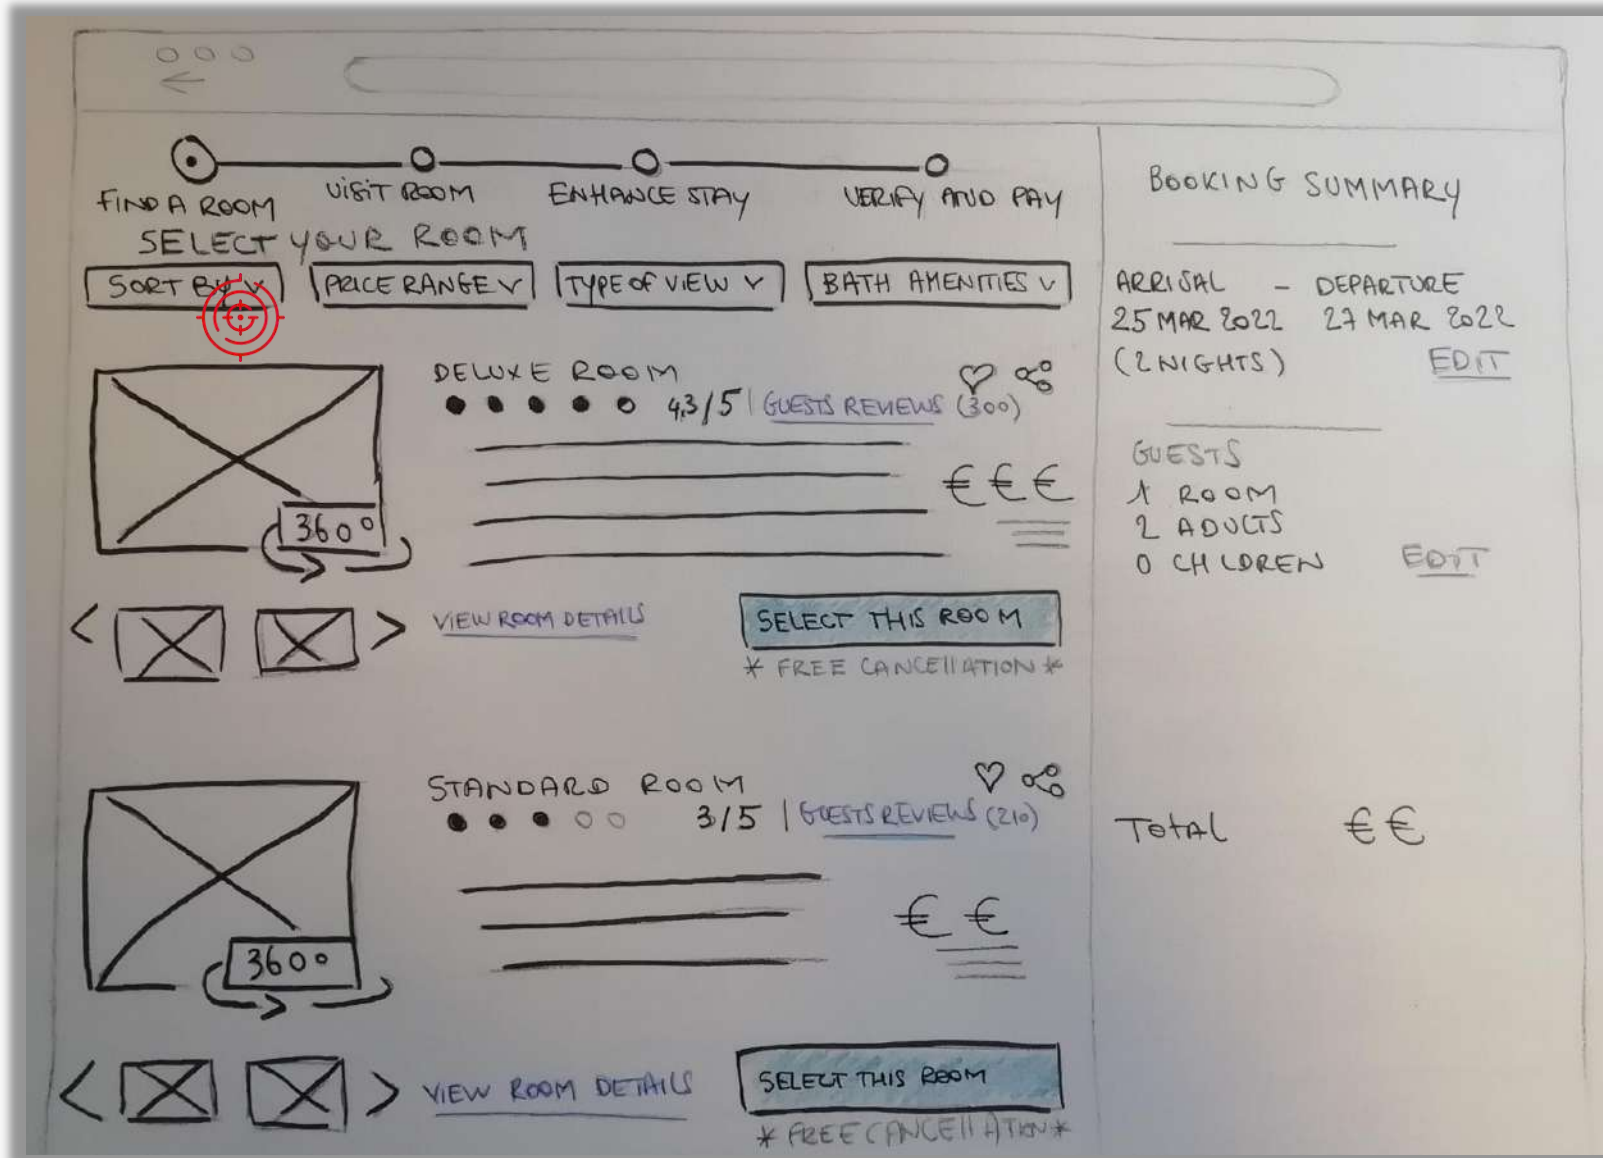 FIND A ROOM
VISIT ROOM
ENHANCE STAY
VERIFY AND PAY
SELECT YOUR ROOM
SORT BY
PRICE RANGE
TYPE OF VIEW
BATH AMENITIES
DELUXE ROOM
4,3/5 | GUESTS REVIEWS (300)
€€€
360°
VIEW ROOM DETAILS
SELECT THIS ROOM
* FREE CANCELLATION *
STANDARD ROOM
3/5 | GUESTS REVIEWS (210)
€€
360°
VIEW ROOM DETAILS
SELECT THIS ROOM
* FREE CANCELLATION *
BOOKING SUMMARY
ARRISAL - DEPARTURE
25 MAR 2022 27 MAR 2022
(2 NIGHTS) EDIT
GUESTS
1 ROOM
2 ADULTS
0 CHLDREN EDIT
TOTAL €€